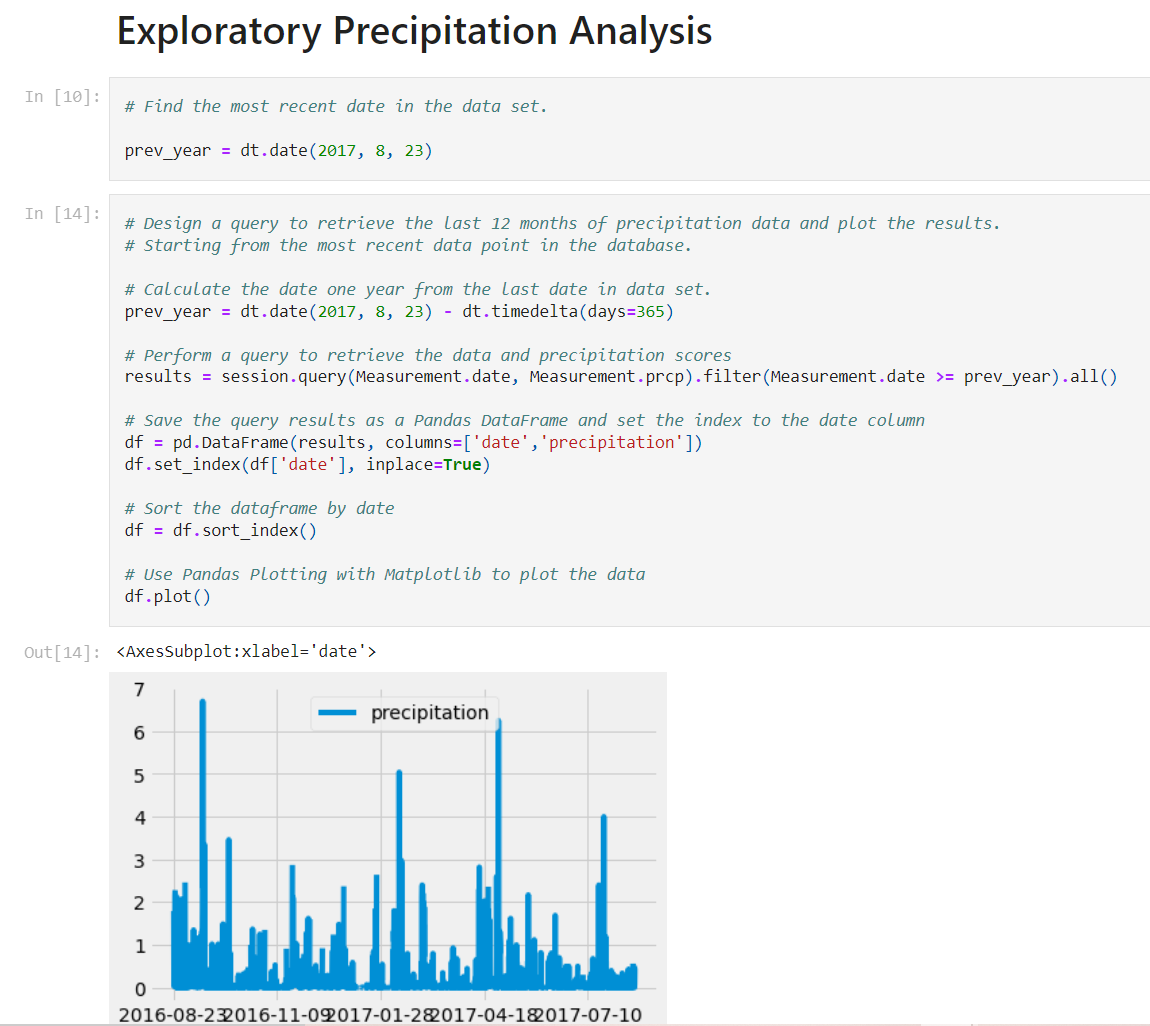 Exploratory Precipitation Analysis
In [10]:
# Find the most recent date in the data set.
prev_year = dt.date(2017, 8, 23)
In [14]:
# Design a query to retrieve the last 12 months of precipitation data and plot the results.
# Starting from the most recent data point in the database.
# Calculate the date one year from the last date in data set.
prev_year = dt.date(2017, 8, 23) - dt.timedelta(days=365)
# Perform a query to retrieve the data and precipitation scores
results = session.query(Measurement.date, Measurement.prcp).filter(Measurement.date >= prev_year).all()
# Save the query results as a Pandas DataFrame and set the index to the date column
df = pd.DataFrame(results, columns=['date','precipitation'])
df.set_index(df['date'], inplace=True)
# Sort the dataframe by date
df = df.sort_index()
# Use Pandas Plotting with Matplotlib to plot the data
df.plot()
Out[14]: <AxesSubplot:xlabel='date'>
7
precipitation
6
5
4
3
2
1
0
2016-08-23 2016-11-09 2017-01-28 2017-04-18 2017-07-10